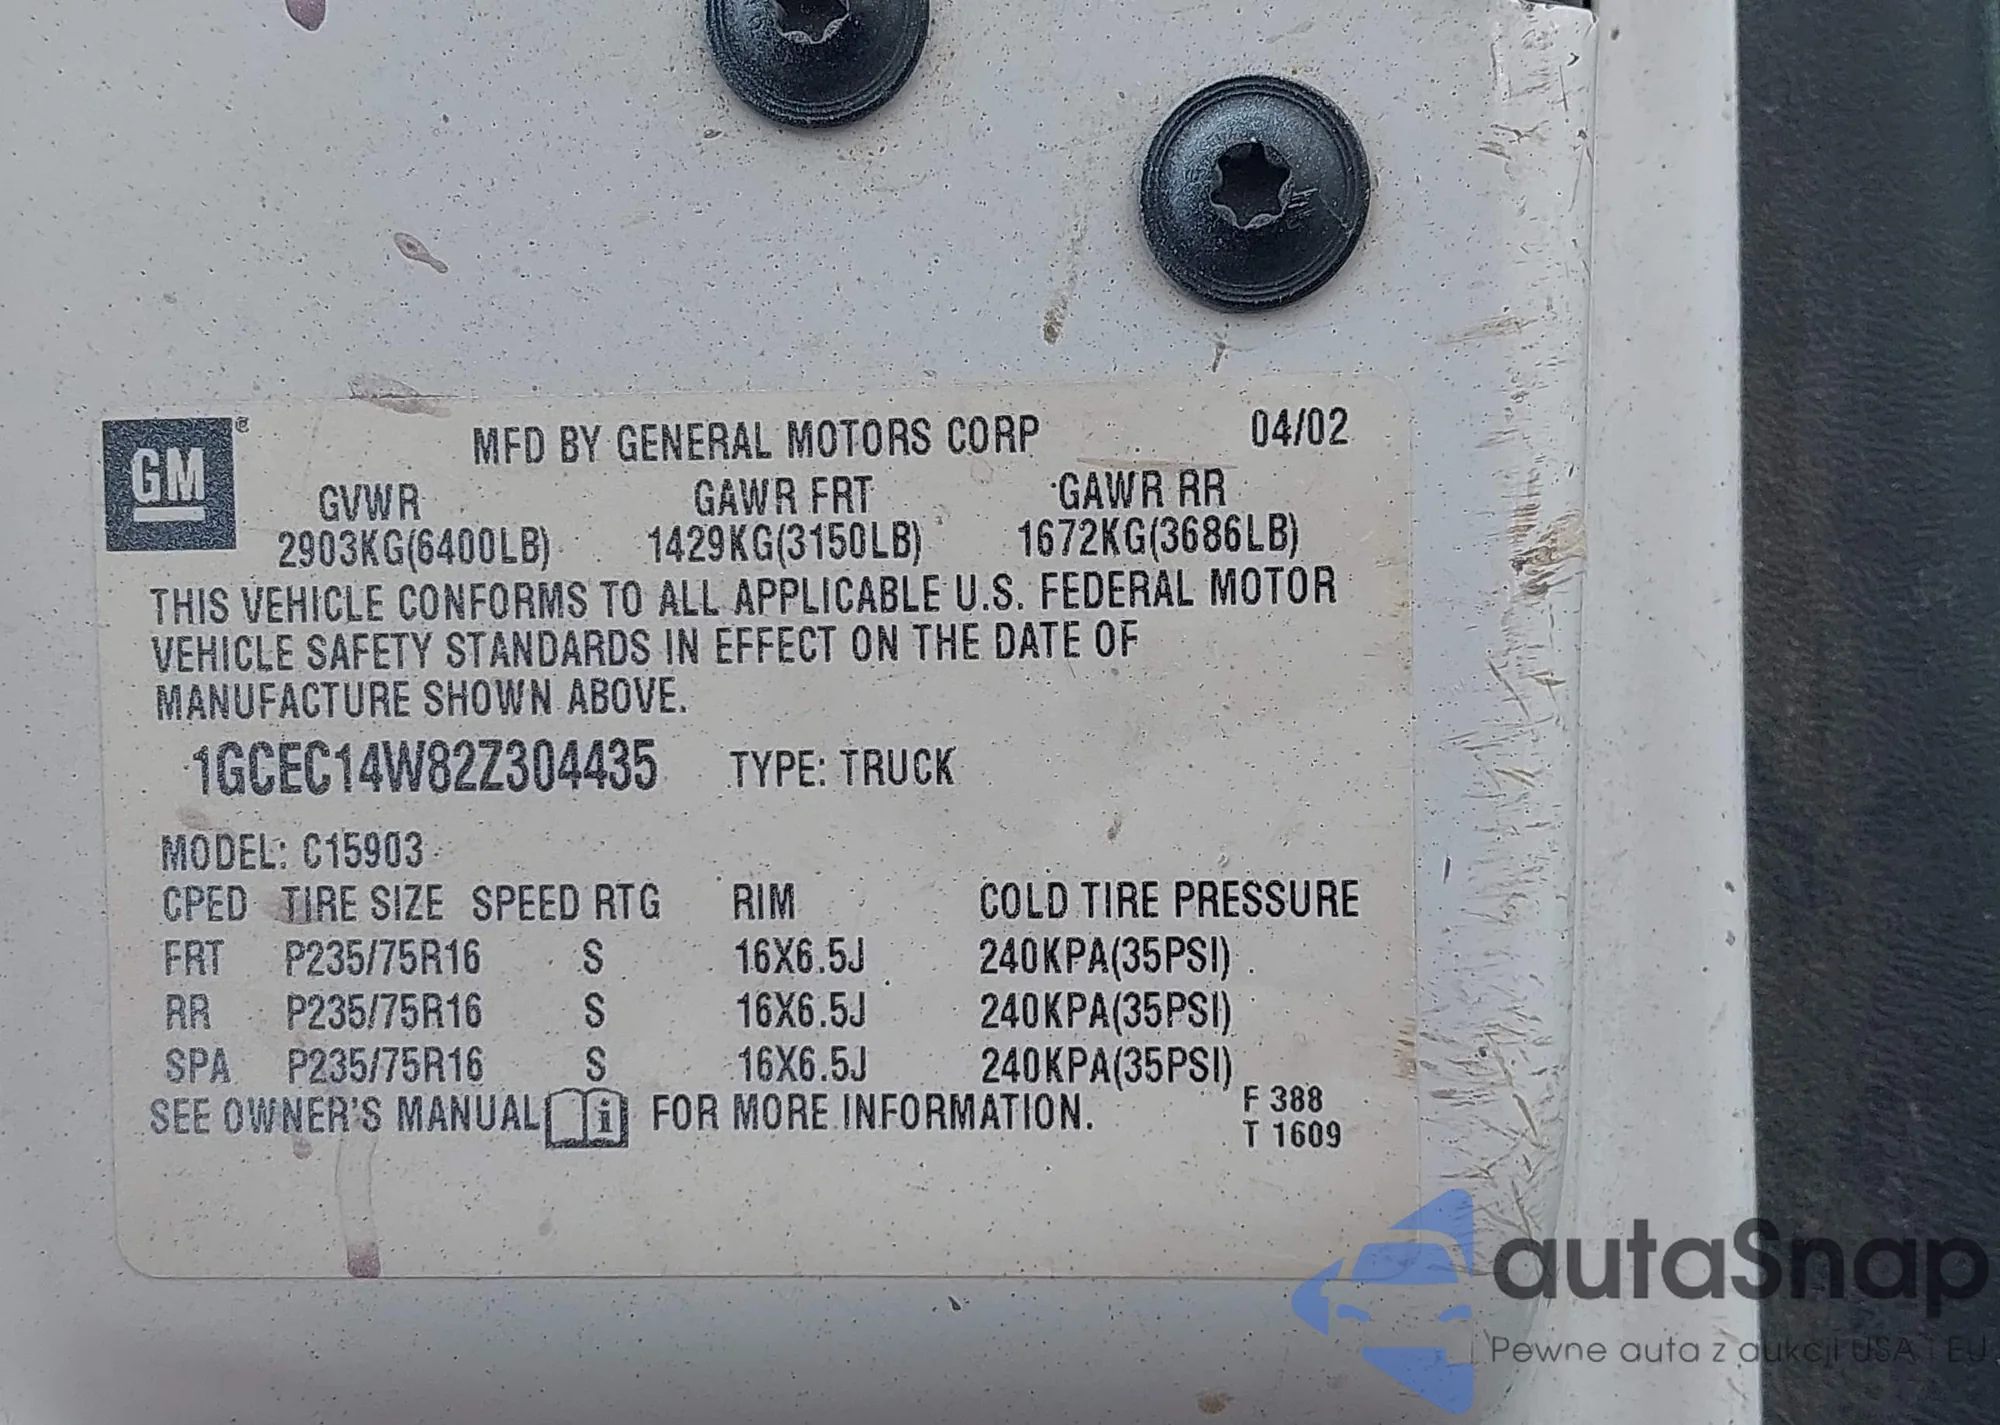 GM ®
MFD BY GENERAL MOTORS CORP 04/02
GVWR GAWR FRT GAWR RR
2903KG(6400LB) 1429KG(3150LB) 1672KG(3686LB)
THIS VEHICLE CONFORMS TO ALL APPLICABLE U.S. FEDERAL MOTOR
VEHICLE SAFETY STANDARDS IN EFFECT ON THE DATE OF
MANUFACTURE SHOWN ABOVE.
1GCEC14W82Z304435 TYPE: TRUCK
MODEL: C15903
CPED TIRE SIZE SPEED RTG RIM COLD TIRE PRESSURE
FRT P235/75R16 S 16X6.5J 240KPA(35PSI)
RR P235/75R16 S 16X6.5J 240KPA(35PSI)
SPA P235/75R16 S 16X6.5J 240KPA(35PSI)
SEE OWNER'S MANUAL i FOR MORE INFORMATION.
F 388
T 1609
autaSnap
Pewne auta z aukcji USA i EU